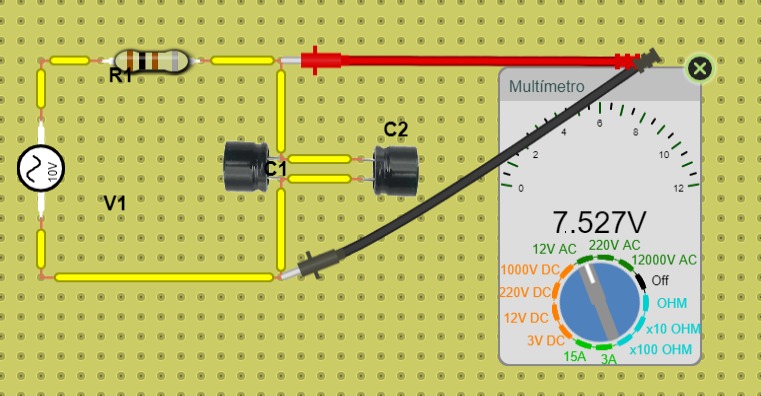 R1
C2
C1
10V
V1
Multímetro
0
2
4
6
8
10
12
7.527V
12V AC
220V AC
12000V AC
1000V DC
Off
220V DC
OHM
12V DC
x10 OHM
3V DC
x100 OHM
15A
3A